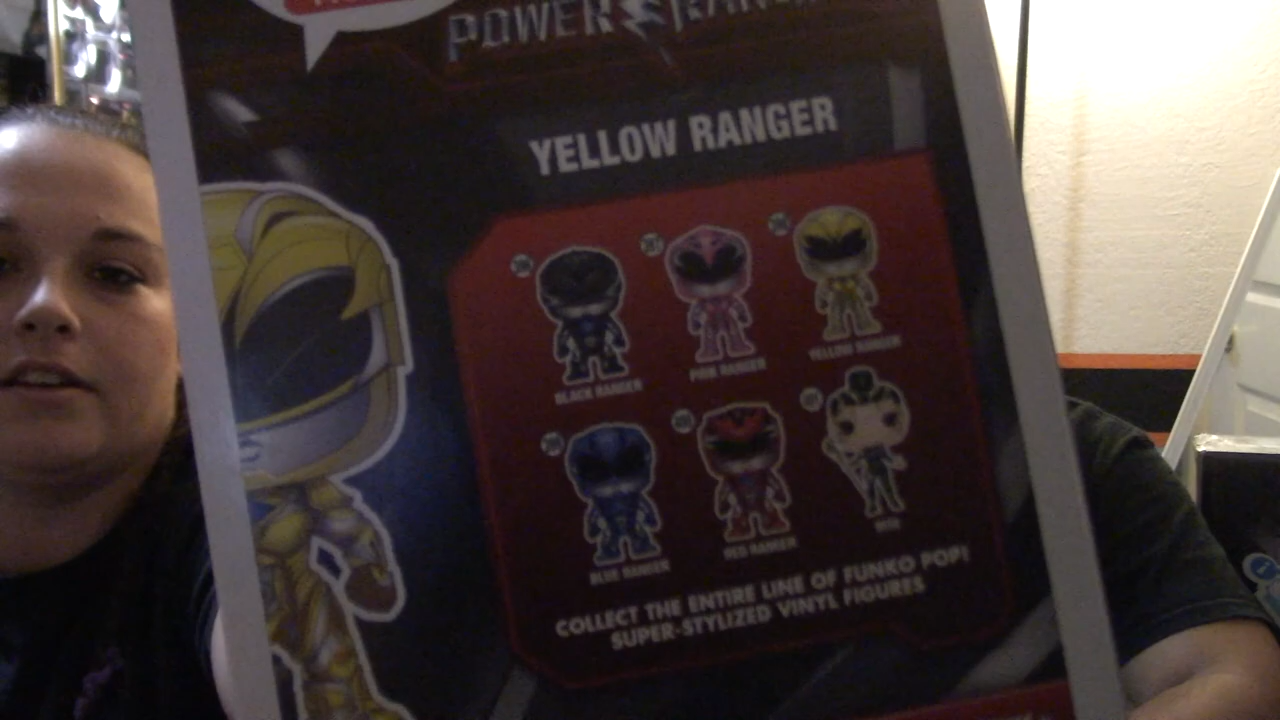 POWER RANGERS
YELLOW RANGER
BLACK RANGER
PINK RANGER
YELLOW RANGER
BLUE RANGER
RED RANGER
COLLECT THE ENTIRE LINE OF FUNKO POP!
SUPER-STYLIZED VINYL FIGURES